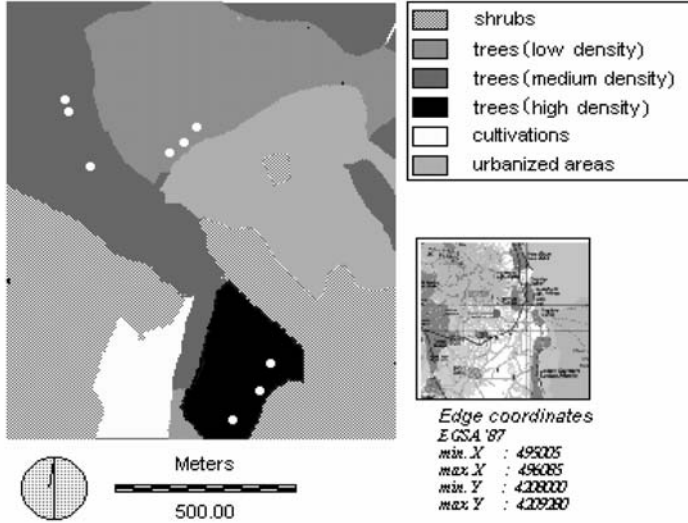 shrubs
trees (low density)
trees (medium density)
trees (high density)
cultivations
urbanized areas
Edge coordinates
EGSA '87
min. X : 495005
max. X : 496085
min. Y : 4208000
max. Y : 4209280
Meters
500.00